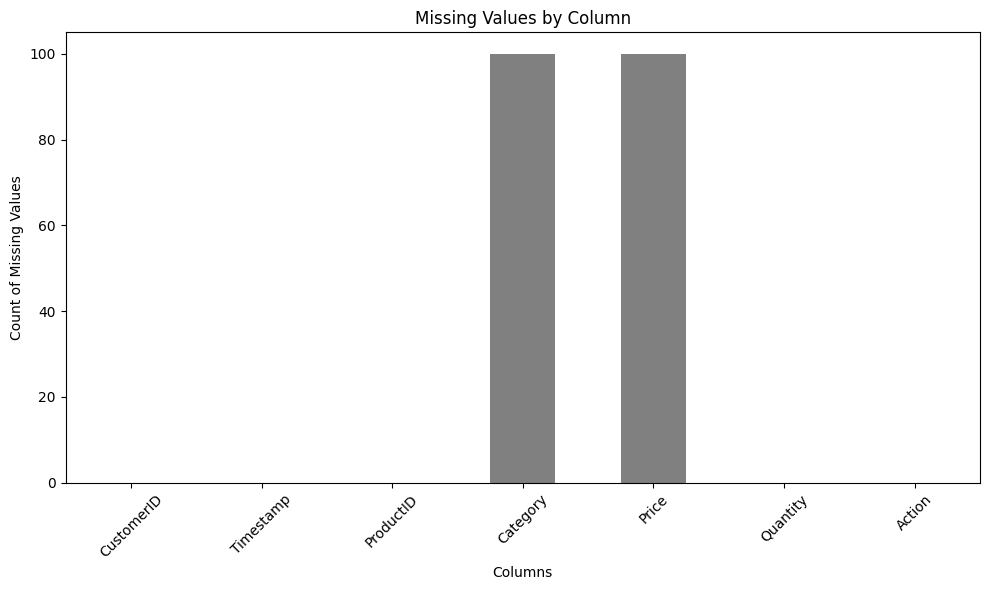 Missing Values by Column
Count of Missing Values
100
80
60
40
20
0
CustomerID
Timestamp
ProductID
Category
Price
Quantity
Action
Columns